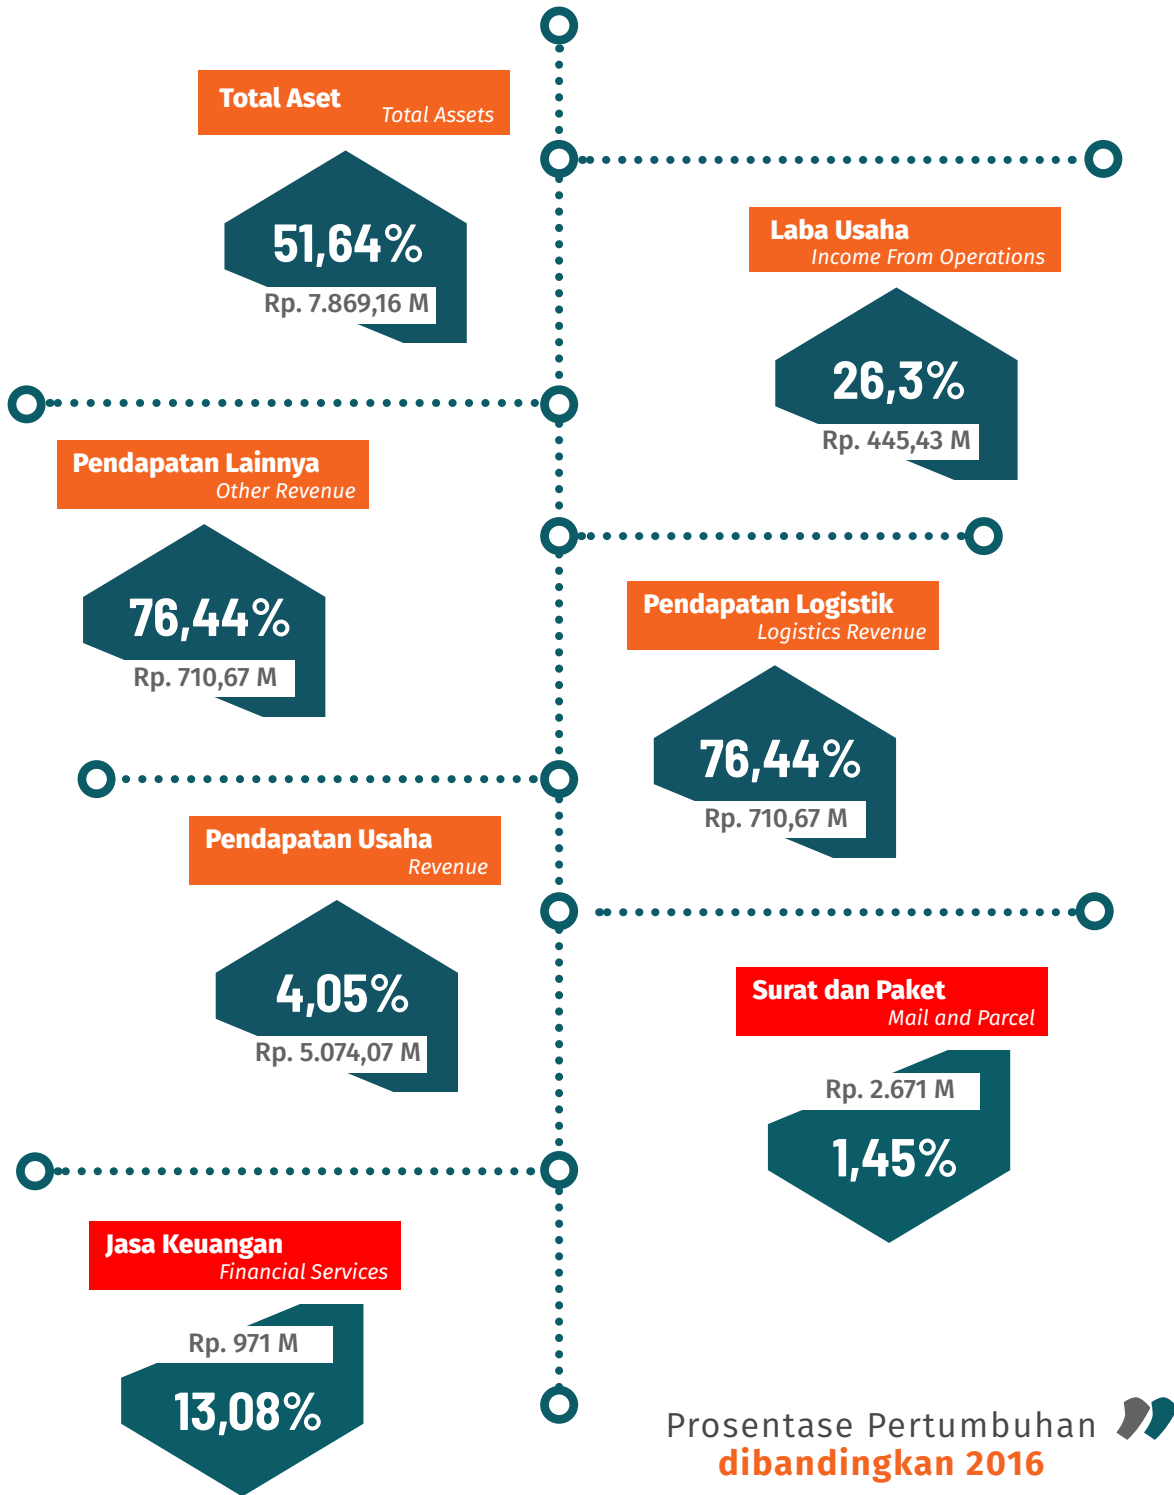 Total Aset
Total Assets
51,64%
Rp. 7.869,16 M
Laba Usaha
Income From Operations
26,3%
Rp. 445,43 M
Pendapatan Lainnya
Other Revenue
76,44%
Rp. 710,67 M
Pendapatan Logistik
Logistics Revenue
76,44%
Rp. 710,67 M
Pendapatan Usaha
Revenue
4,05%
Rp. 5.074,07 M
Surat dan Paket
Mail and Parcel
Rp. 2.671 M
1,45%
Jasa Keuangan
Financial Services
Rp. 971 M
13,08%
Prosentase Pertumbuhan
dibandingkan 2016